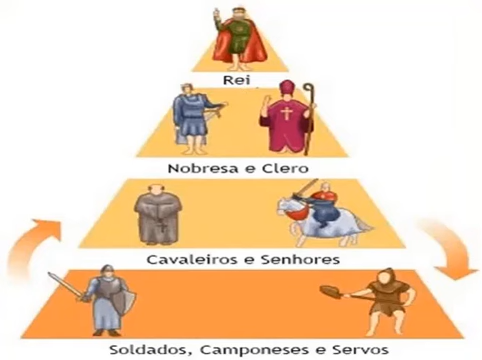 Rei
Nobresa e Clero
Cavaleiros e Senhores
Soldados, Camponeses e Servos